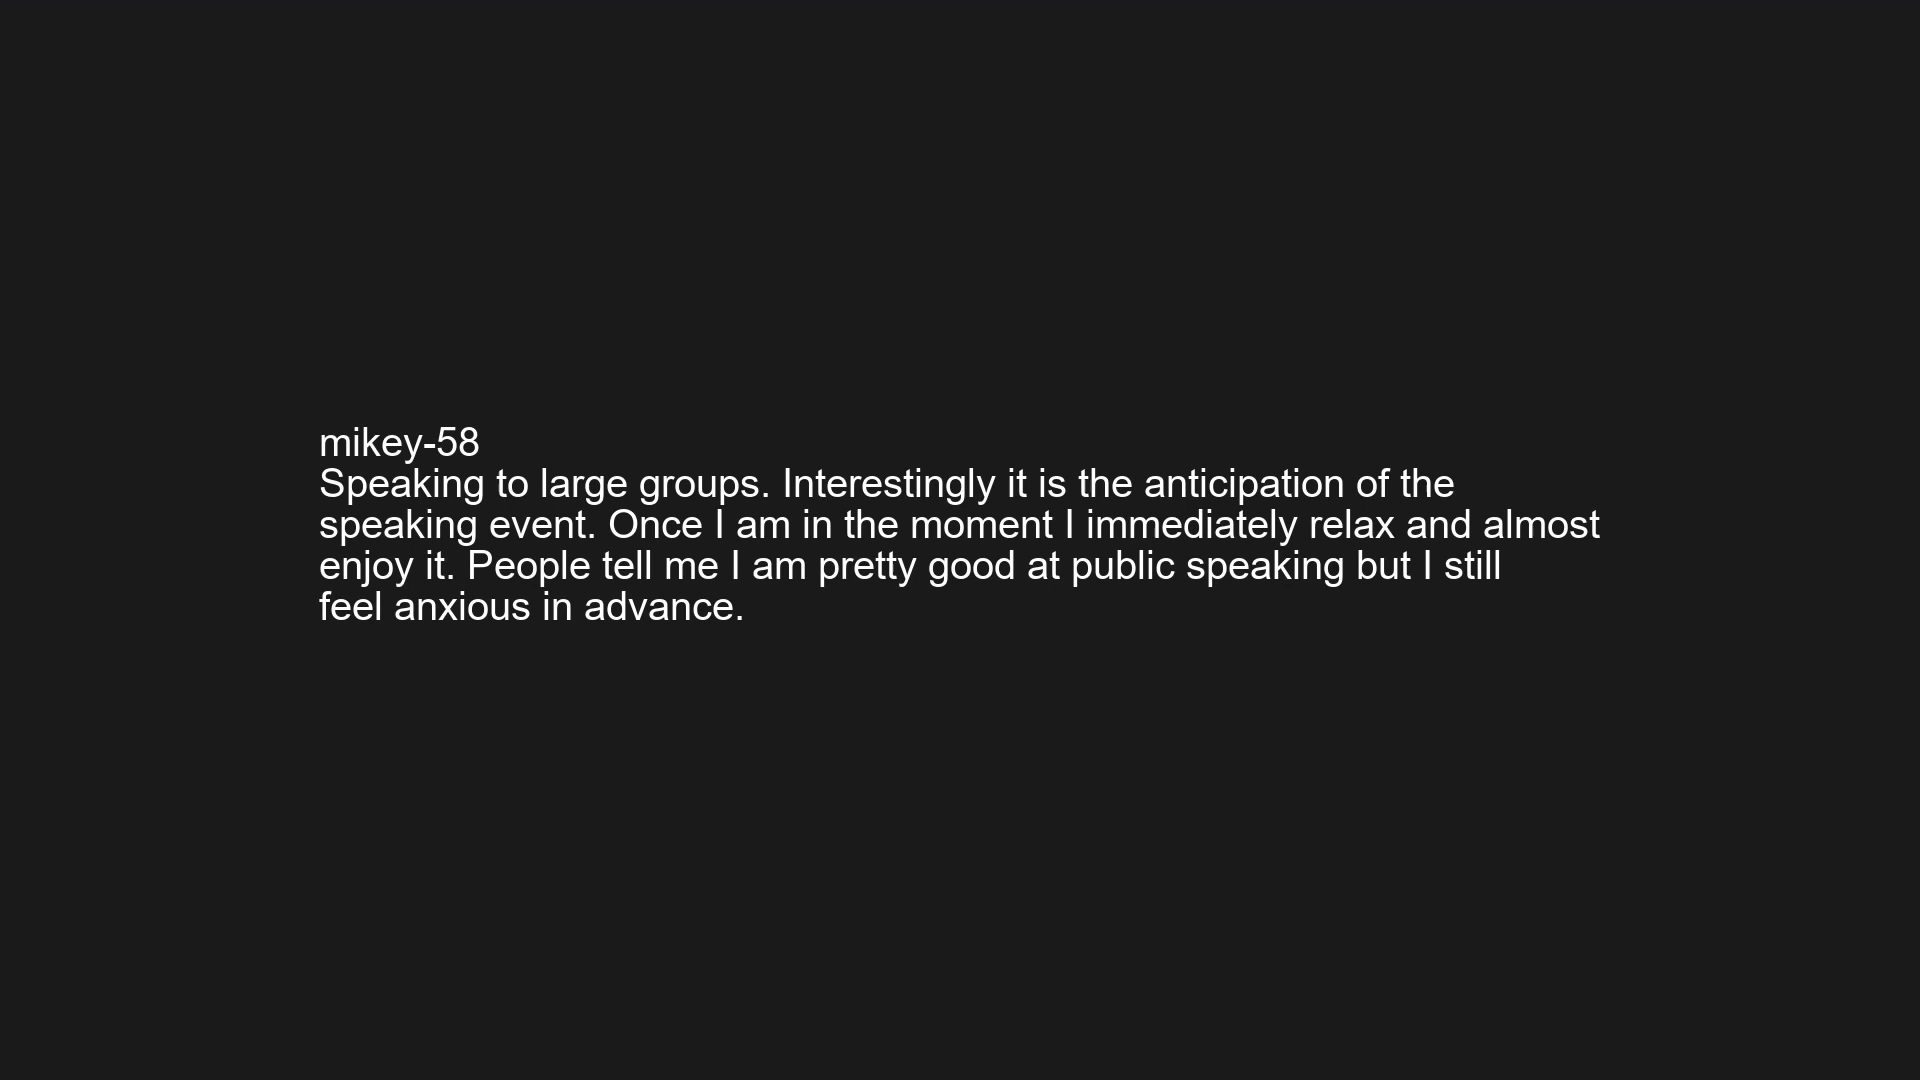 mikey-58
Speaking to large groups. Interestingly it is the anticipation of the
speaking event. Once I am in the moment I immediately relax and almost
enjoy it. People tell me I am pretty good at public speaking but I still
feel anxious in advance.